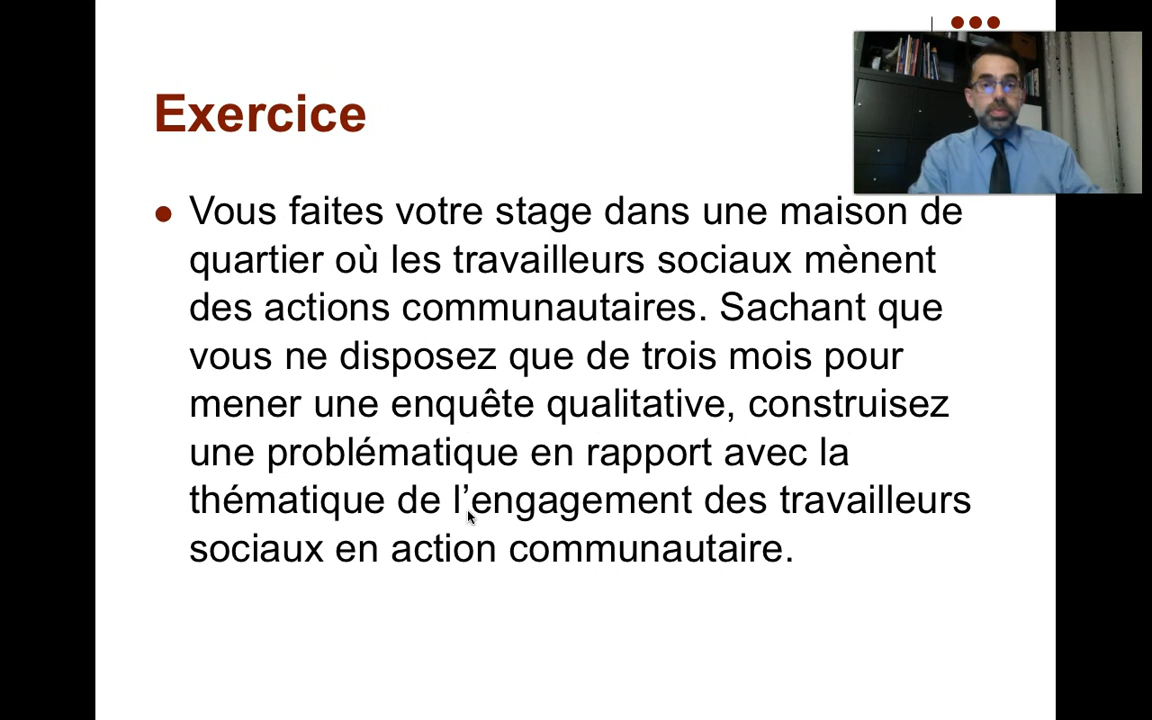 Exercice
Vous faites votre stage dans une maison de
quartier où les travailleurs sociaux mènent
des actions communautaires. Sachant que
vous ne disposez que de trois mois pour
mener une enquête qualitative, construisez
une problématique en rapport avec la
thématique de l’engagement des travailleurs
sociaux en action communautaire.